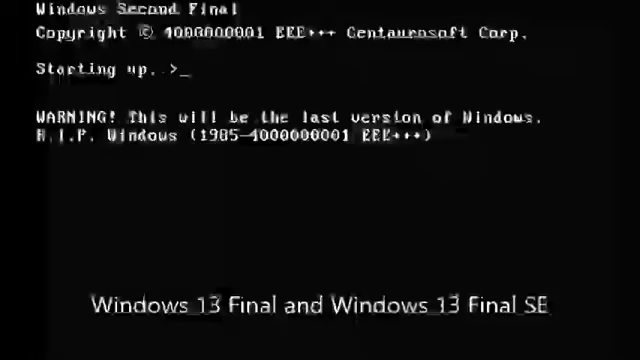 Windows Second Final
Copyright © 4000000001 EEE+++ Centaurosoft Corp.
Starting up. >_
WARNING! This will be the last version of Windows.
R.I.P. Windows (1985-4000000001 EEE+++)
Windows 13 Final and Windows 13 Final SE